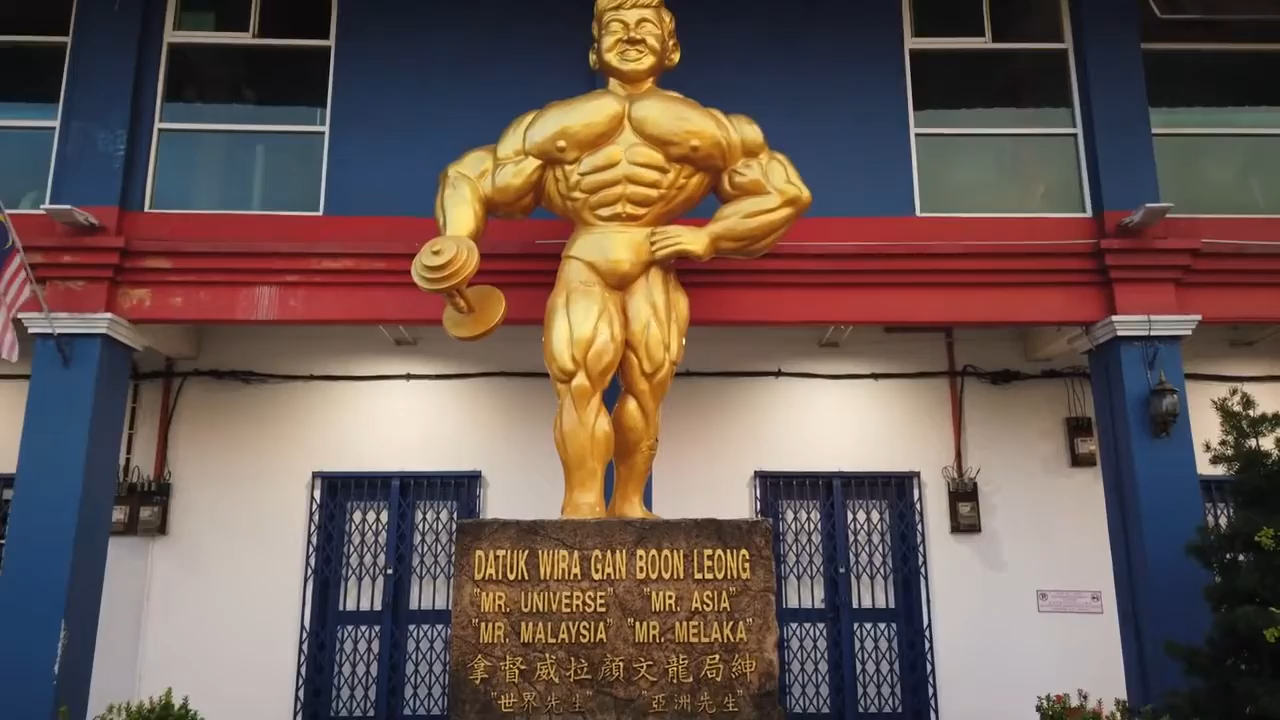 DATUK WIRA GAN BOON LEONG
"MR. UNIVERSE" "MR. ASIA"
"MR. MALAYSIA" "MR. MELAKA"
拿督威拉顏文龍局紳
"世界先生" "亞洲先生"